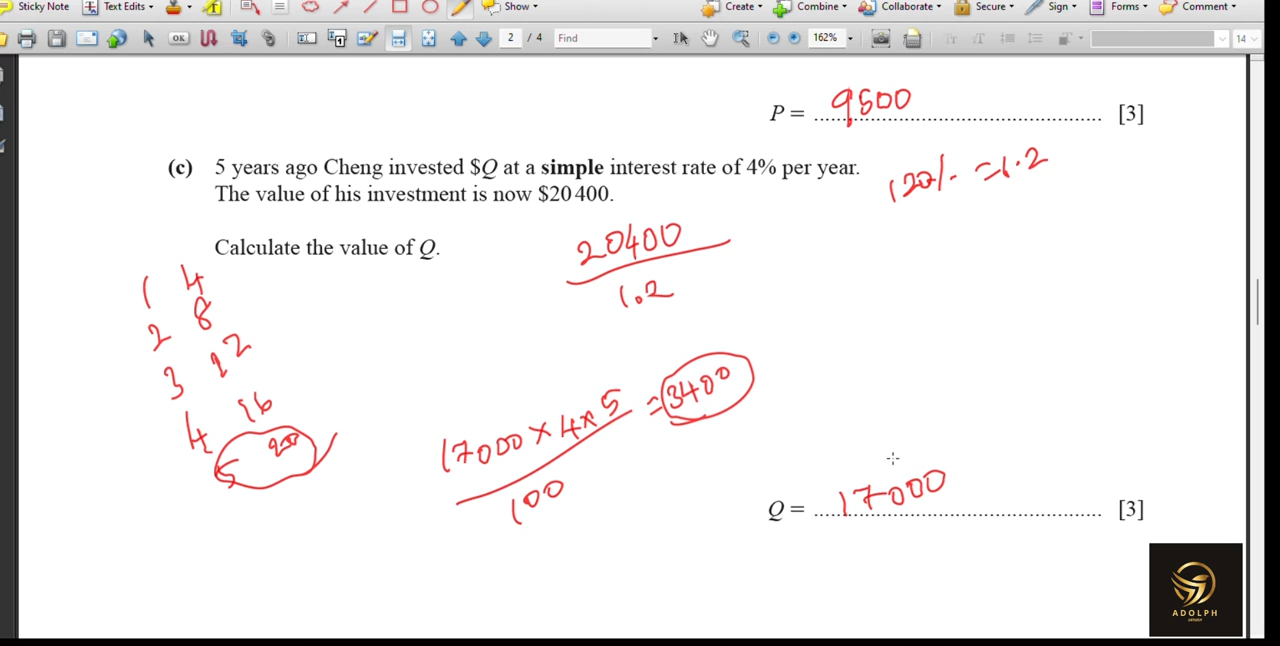 Sticky Note Text Edits Show Create Combine Collaborate Secure Sign Forms Comment
OK 2 / 4 Find 162% 14
P = 9500 [3]
(c) 5 years ago Cheng invested $Q at a simple interest rate of 4% per year.
The value of his investment is now $20 400.
120% = 1.2
Calculate the value of Q.
20400
1.2
1 4
2 8
3 12
4 16
5 20
17000 × 4 × 5 = 3400
100
Q = 17000 [3]
ADOLPH